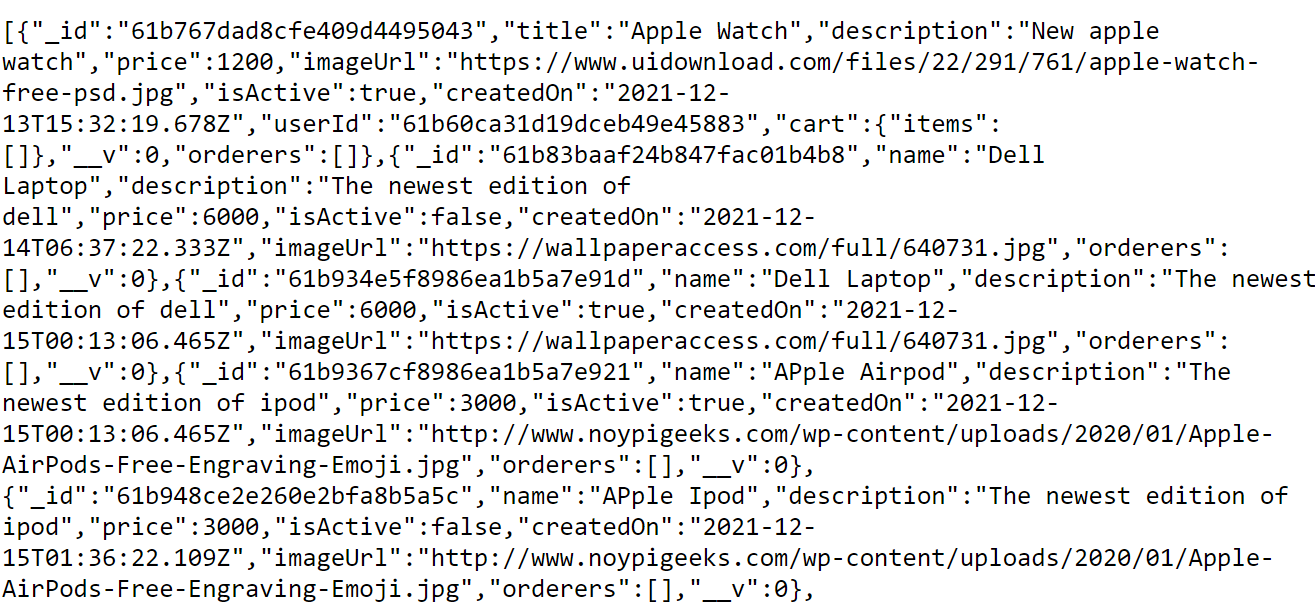 [{"_id":"61b767dad8cfe409d4495043","title":"Apple Watch","description":"New apple
watch","price":1200,"imageUrl":"https://www.uidownload.com/files/22/291/761/apple-watch-
free-psd.jpg","isActive":true,"createdOn":"2021-12-
13T15:32:19.678Z","userId":"61b60ca31d19dceb49e45883","cart":{"items":
[]},"__v":0,"orderers":[]},{"_id":"61b83baaf24b847fac01b4b8","name":"Dell
Laptop","description":"The newest edition of
dell","price":6000,"isActive":false,"createdOn":"2021-12-
14T06:37:22.333Z","imageUrl":"https://wallpaperaccess.com/full/640731.jpg","orderers":
[],"__v":0},{"_id":"61b934e5f8986ea1b5a7e91d","name":"Dell Laptop","description":"The newest
edition of dell","price":6000,"isActive":true,"createdOn":"2021-12-
15T00:13:06.465Z","imageUrl":"https://wallpaperaccess.com/full/640731.jpg","orderers":
[],"__v":0},{"_id":"61b9367cf8986ea1b5a7e921","name":"APple Airpod","description":"The
newest edition of ipod","price":3000,"isActive":true,"createdOn":"2021-12-
15T00:13:06.465Z","imageUrl":"http://www.noypigeeks.com/wp-content/uploads/2020/01/Apple-
AirPods-Free-Engraving-Emoji.jpg","orderers":[],"__v":0},
{"_id":"61b948ce2e260e2bfa8b5a5c","name":"APple Ipod","description":"The newest edition of
ipod","price":3000,"isActive":false,"createdOn":"2021-12-
15T01:36:22.109Z","imageUrl":"http://www.noypigeeks.com/wp-content/uploads/2020/01/Apple-
AirPods-Free-Engraving-Emoji.jpg","orderers":[],"__v":0},